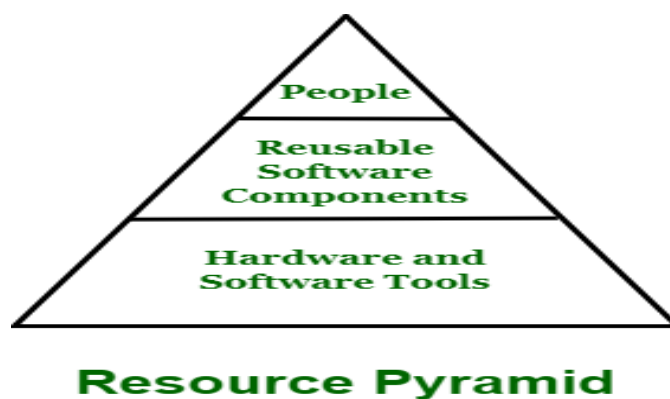 People
Reusable
Software
Components
Hardware and
Software Tools
Resource Pyramid